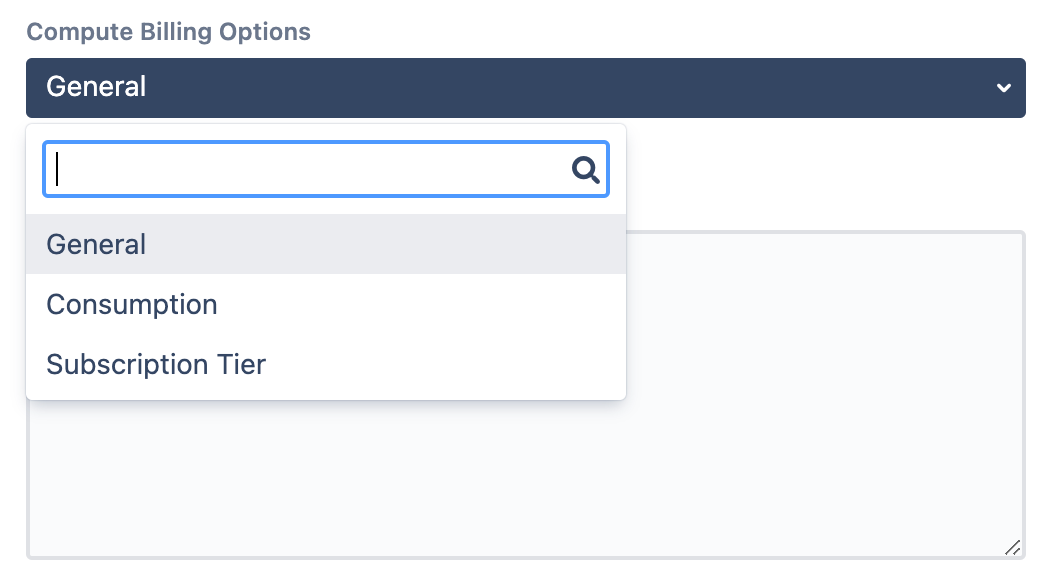 Compute Billing Options
General
General
Consumption
Subscription Tier